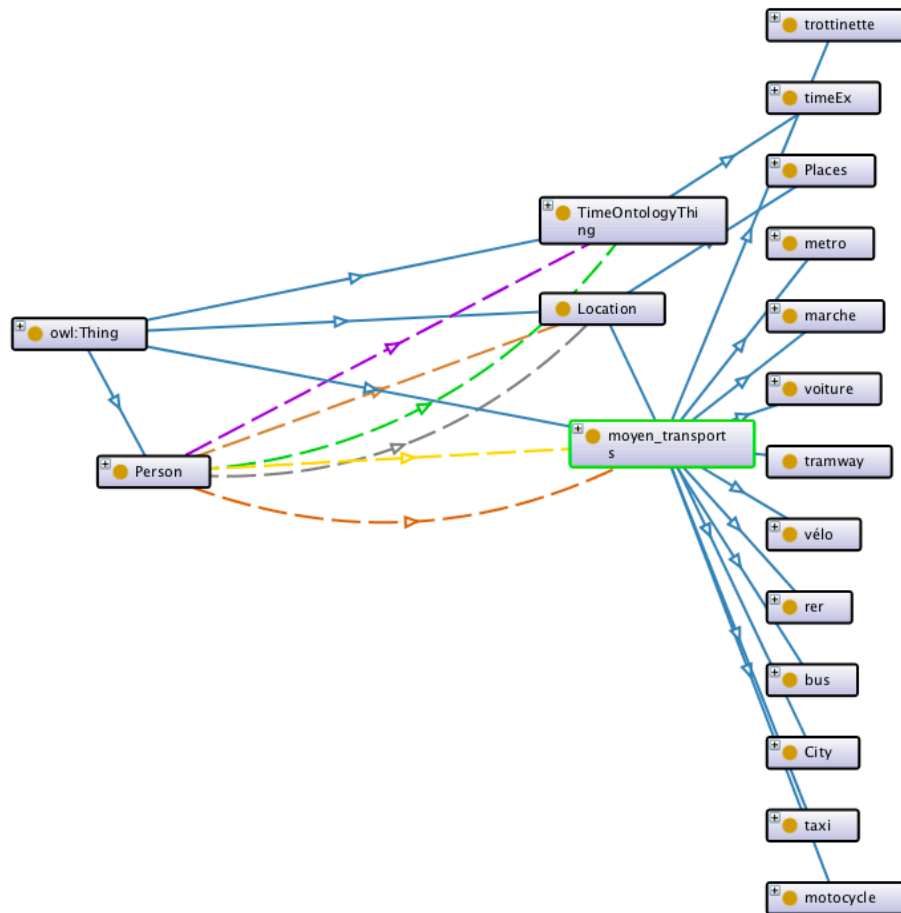 trottinette
timeEx
Places
TimeOntologyThi
ng
metro
Location
marche
owl:Thing
voiture
moyen_transport
s
tramway
Person
vélo
rer
bus
City
taxi
motocycle